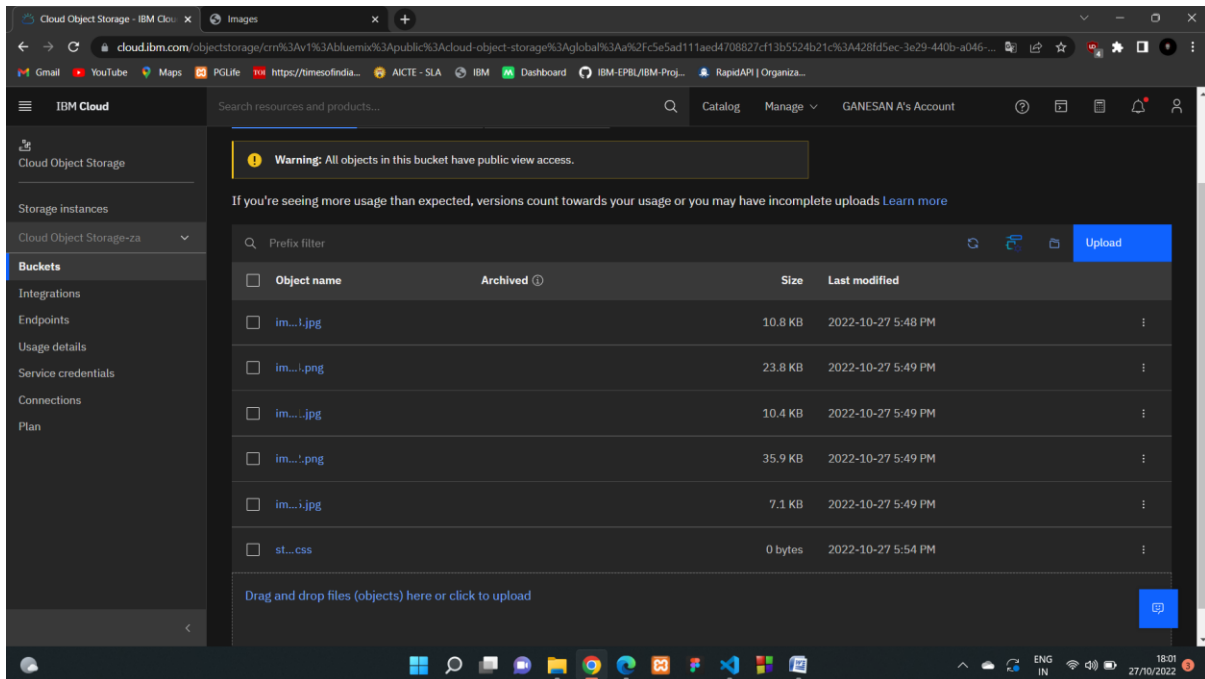 Cloud Object Storage - IBM Clou
Images
cloud.ibm.com/objectstorage/crn%3Av1%3Abluemix%3Apublic%3Acloud-object-storage%3Aglobal%3Aa%2Fc5e5ad111aed4708827cf13b5524b21c%3A428fd5ec-3e29-440b-a046-...
Gmail YouTube Maps PGLife https://timesofindia... AICTE - SLA IBM Dashboard IBM-EPBL/IBM-Proj... RapidAPI | Organiza...
IBM Cloud
Search resources and products...
Catalog Manage GANESAN A's Account
Cloud Object Storage
Storage instances
Cloud Object Storage-za
Buckets
Integrations
Endpoints
Usage details
Service credentials
Connections
Plan
Warning: All objects in this bucket have public view access.
If you're seeing more usage than expected, versions count towards your usage or you may have incomplete uploads Learn more
Prefix filter
Upload
Object name Archived Size Last modified
.jpg 10.8 KB 2022-10-27 5:48 PM
.png 23.8 KB 2022-10-27 5:49 PM
.jpg 10.4 KB 2022-10-27 5:49 PM
.png 35.9 KB 2022-10-27 5:49 PM
.jpg 7.1 KB 2022-10-27 5:49 PM
st...css 0 bytes 2022-10-27 5:54 PM
Drag and drop files (objects) here or click to upload
ENG
IN
18:01
27/10/2022
3